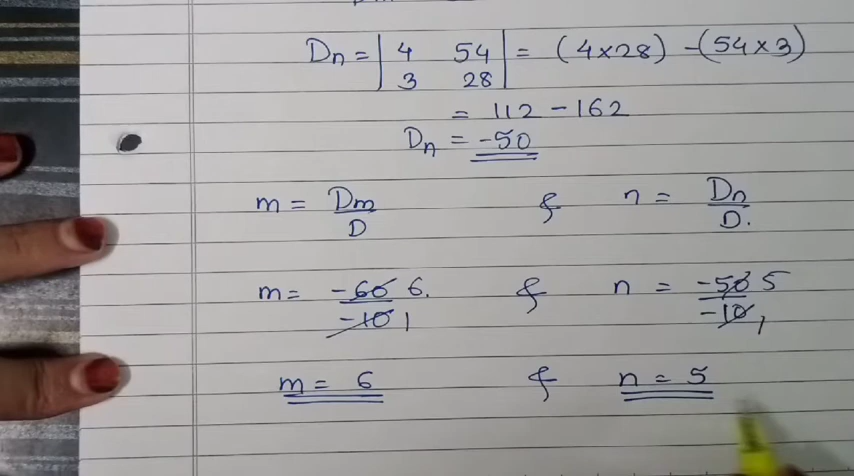 Dn = | 4 54 | = (4×28) -(54×3)
| 3 28 |
= 112 - 162
Dn = -50
m = Dm/D & n = Dn/D.
m = -60/-10 6. 1 & n = -50/-10 5 1
m = 6 & n = 5